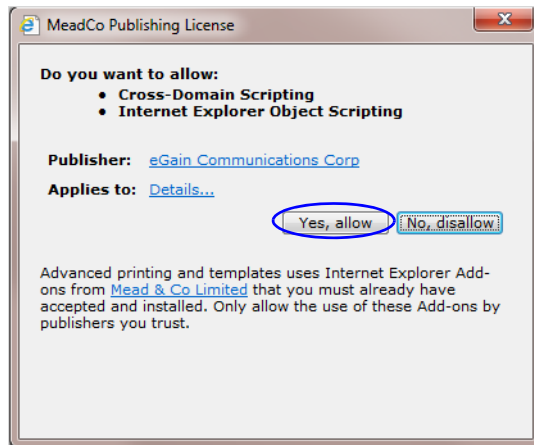 MeadCo Publishing License
Do you want to allow:
• Cross-Domain Scripting
• Internet Explorer Object Scripting
Publisher: eGain Communications Corp
Applies to: Details...
Yes, allow No, disallow
Advanced printing and templates uses Internet Explorer Add-
ons from Mead & Co Limited that you must already have
accepted and installed. Only allow the use of these Add-ons by
publishers you trust.